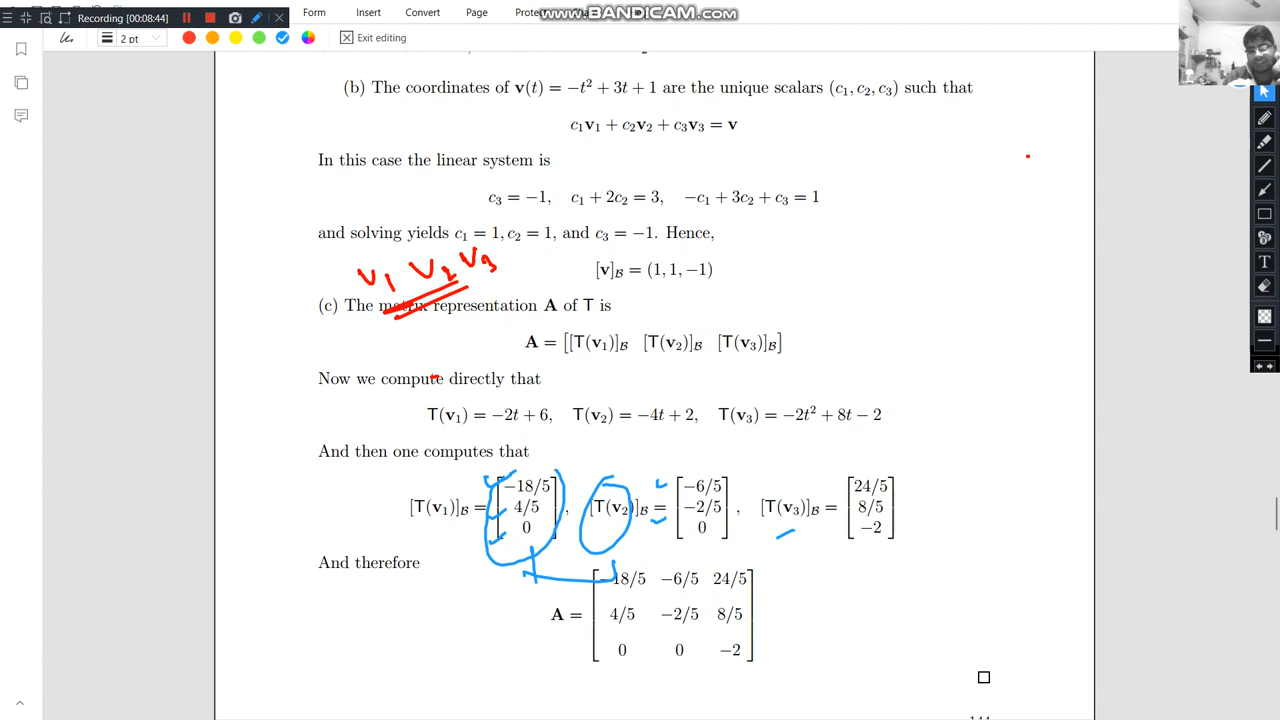 Recording [00:08:44]
Form Insert Convert Page Prote
WWW.BANDICAM.COM
2 pt
Exit editing
(b) The coordinates of v(t) = −t² + 3t + 1 are the unique scalars (c₁, c₂, c₃) such that
c₁v₁ + c₂v₂ + c₃v₃ = v
In this case the linear system is
c₃ = −1, c₁ + 2c₂ = 3, −c₁ + 3c₂ + c₃ = 1
and solving yields c₁ = 1, c₂ = 1, and c₃ = −1. Hence,
V₁ V₂ V₃
[v]_B = (1, 1, −1)
(c) The matrix representation A of T is
A = [[T(v₁)]_B [T(v₂)]_B [T(v₃)]_B]
Now we compute directly that
T(v₁) = −2t + 6, T(v₂) = −4t + 2, T(v₃) = −2t² + 8t − 2
And then one computes that
[T(v₁)]_B = [−18/5 4/5 0], [T(v₂)]_B = [−6/5 −2/5 0], [T(v₃)]_B = [24/5 8/5 −2]
And therefore
A = [−18/5 −6/5 24/5
4/5 −2/5 8/5
0 0 −2]